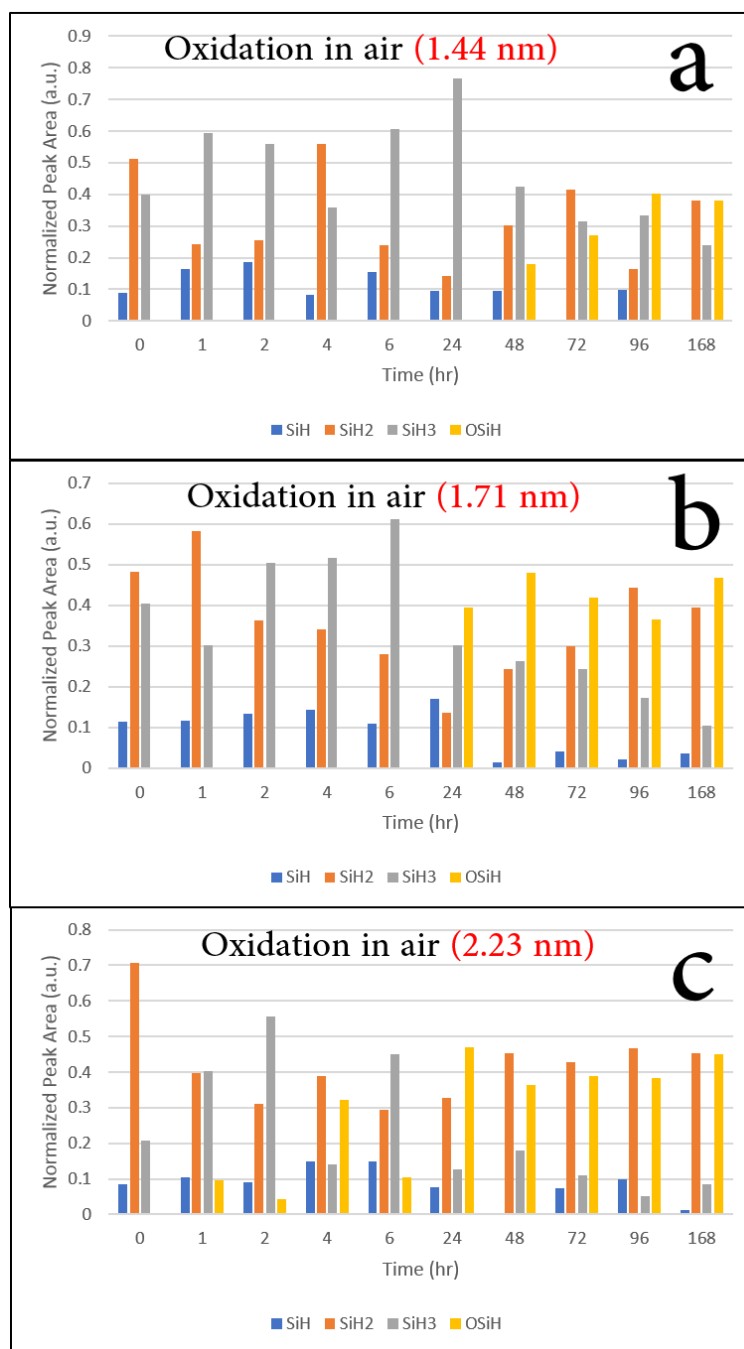 Oxidation in air (1.44 nm)
a
Normalized Peak Area (a.u.)
0.9
0.8
0.7
0.6
0.5
0.4
0.3
0.2
0.1
0
0 1 2 4 6 24 48 72 96 168
Time (hr)
SiH SiH2 SiH3 OSiH
Oxidation in air (1.71 nm)
b
Normalized Peak Area (a.u.)
0.7
0.6
0.5
0.4
0.3
0.2
0.1
0
0 1 2 4 6 24 48 72 96 168
Time (hr)
SiH SiH2 SiH3 OSiH
Oxidation in air (2.23 nm)
c
Normalized Peak Area (a.u.)
0.8
0.7
0.6
0.5
0.4
0.3
0.2
0.1
0
0 1 2 4 6 24 48 72 96 168
Time (hr)
SiH SiH2 SiH3 OSiH